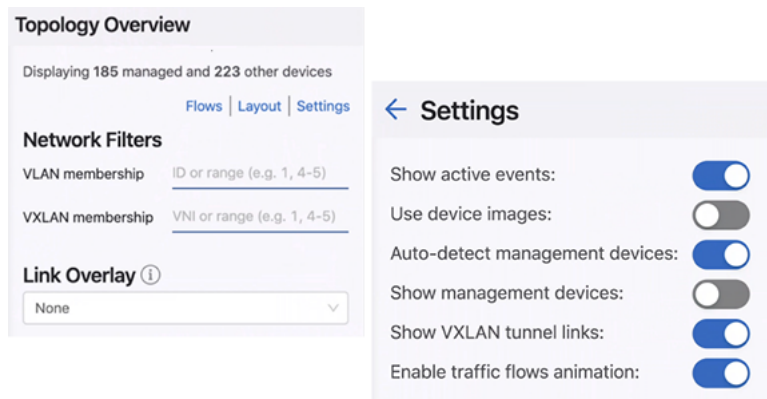 Topology Overview
Displaying 185 managed and 223 other devices
Flows | Layout | Settings
Network Filters
VLAN membership ID or range (e.g. 1, 4-5)
VXLAN membership VNI or range (e.g. 1, 4-5)
Link Overlay
None
Settings
Show active events:
Use device images:
Auto-detect management devices:
Show management devices:
Show VXLAN tunnel links:
Enable traffic flows animation: